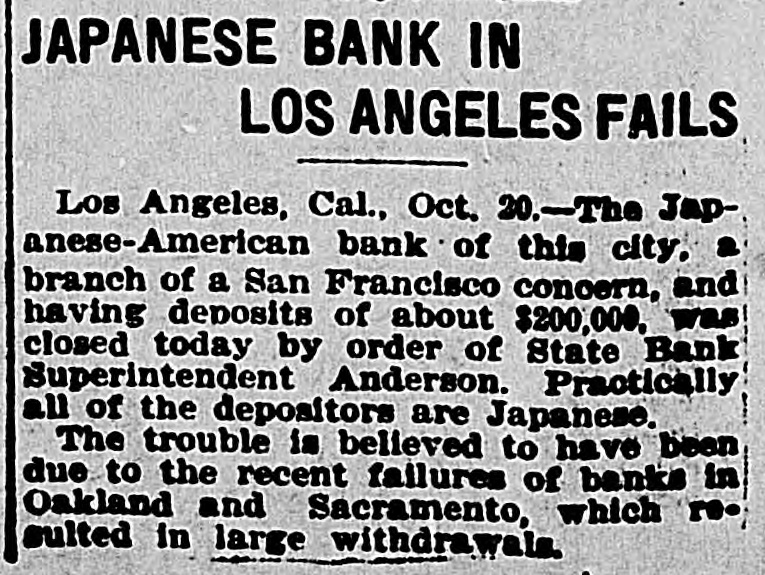 JAPANESE BANK IN
LOS ANGELES FAILS
Los Angeles, Cal., Oct. 20.—The Jap-
anese-American bank of this city, a
branch of a San Francisco concern, and
having deposits of about $200,000, was
closed today by order of State Bank
Superintendent Anderson. Practically
all of the depositors are Japanese.
The trouble is believed to have been
due to the recent failures of banks in
Oakland and Sacramento, which re-
sulted in large withdrawals.